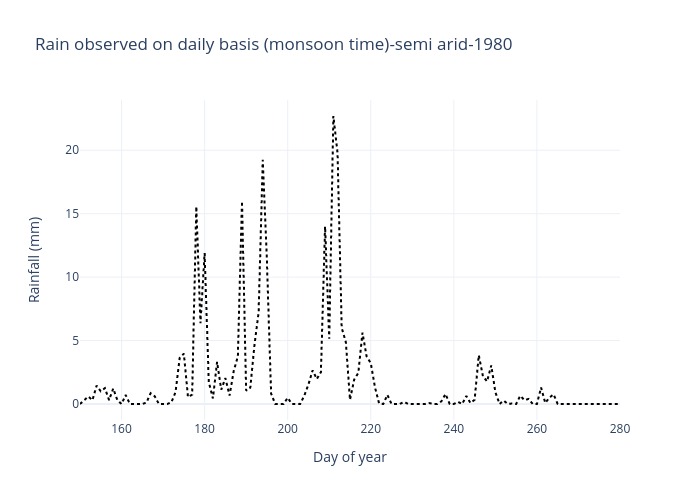 Rain observed on daily basis (monsoon time)-semi arid-1980
Rainfall (mm)
20
15
10
5
0
160 180 200 220 240 260 280
Day of year